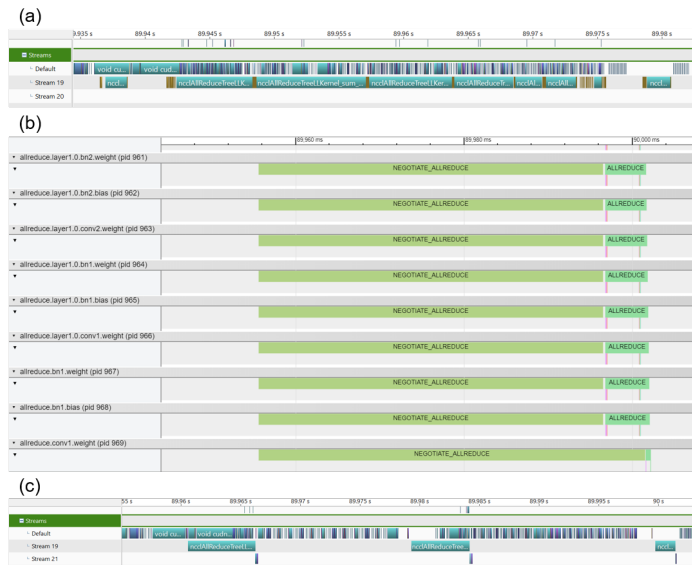 (a)
9.935 s 89.94 s 89.945 s 89.95 s 89.955 s 89.96 s 89.965 s 89.97 s 89.975 s 89.98 s
Streams
Default void cu... void cud...
Stream 19 nccl... ncclAllReduceTreeLLK... ncclAllReduceTreeLLKernel_sum_... ncclAllReduceTreeLLKer... ncclAllReduceTr... ncclAl... ncclAll... nccl...
Stream 20
(b)
89,960 ms 89,980 ms 90,000 ms
allreduce.layer1.0.bn2.weight (pid 961)
NEGOTIATE_ALLREDUCE ALLREDUCE
allreduce.layer1.0.bn2.bias (pid 962)
NEGOTIATE_ALLREDUCE ALLREDUCE
allreduce.layer1.0.conv2.weight (pid 963)
NEGOTIATE_ALLREDUCE ALLREDUCE
allreduce.layer1.0.bn1.weight (pid 964)
NEGOTIATE_ALLREDUCE ALLREDUCE
allreduce.layer1.0.bn1.bias (pid 965)
NEGOTIATE_ALLREDUCE ALLREDUCE
allreduce.layer1.0.conv1.weight (pid 966)
NEGOTIATE_ALLREDUCE ALLREDUCE
allreduce.bn1.weight (pid 967)
NEGOTIATE_ALLREDUCE ALLREDUCE
allreduce.bn1.bias (pid 968)
NEGOTIATE_ALLREDUCE ALLREDUCE
allreduce.conv1.weight (pid 969)
NEGOTIATE_ALLREDUCE
(c)
55 s 89.96 s 89.965 s 89.97 s 89.975 s 89.98 s 89.985 s 89.99 s 89.995 s 90 s
Streams
Default void cu... void cudn...
Stream 19 ncclAllReduceTreeLL... ncclAllReduceTree... nccl...
Stream 21